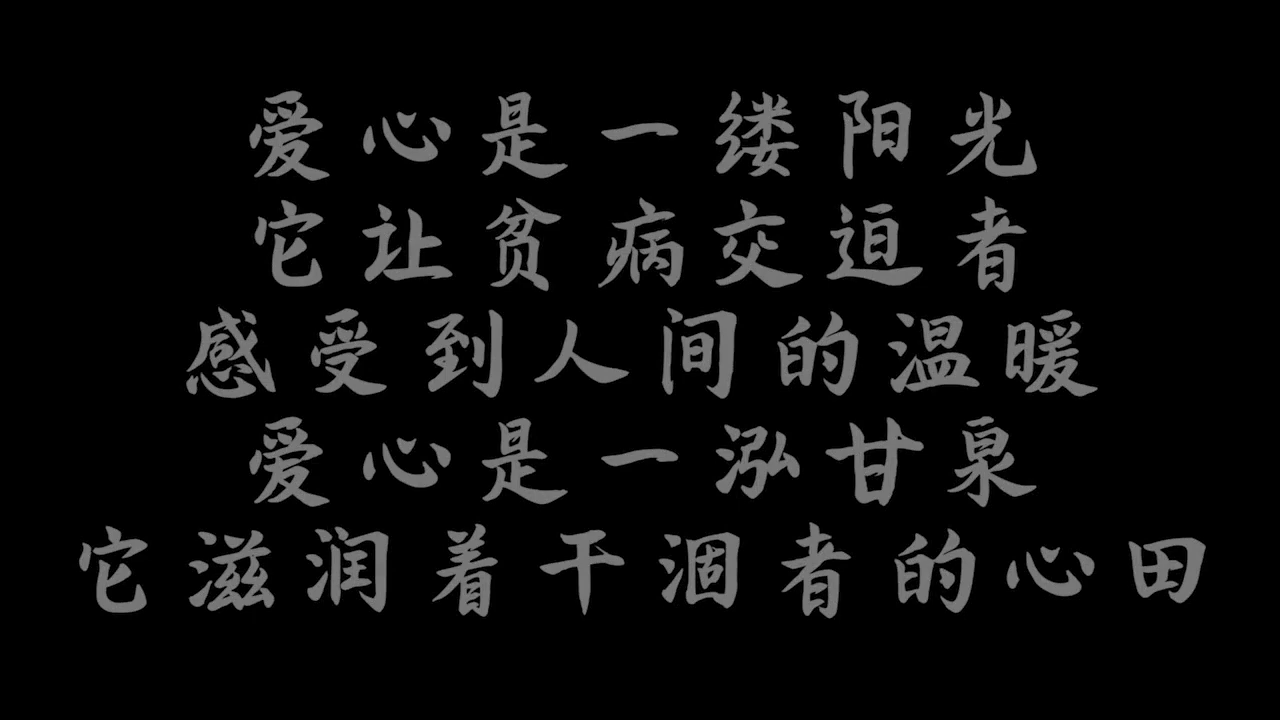 爱心是一缕阳光
它让贫病交迫者
感受到人间的温暖
爱心是一泓甘泉
它滋润着干涸者的心田